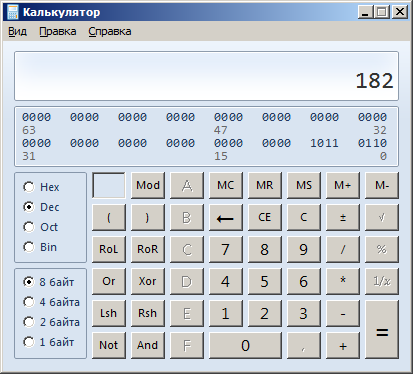 Калькулятор
Вид Правка Справка
182
0000 0000 0000 0000 0000 0000 0000 0000
63 47 32
0000 0000 0000 0000 0000 0000 1011 0110
31 15 0
Hex Mod A MC MR MS M+ M-
Dec ( ) B ← CE C ± √
Oct RoL RoR C 7 8 9 / %
Bin
8 байт Or Xor D 4 5 6 * 1/x
4 байта Lsh Rsh E 1 2 3 - =
2 байта
1 байт Not And F 0 , +